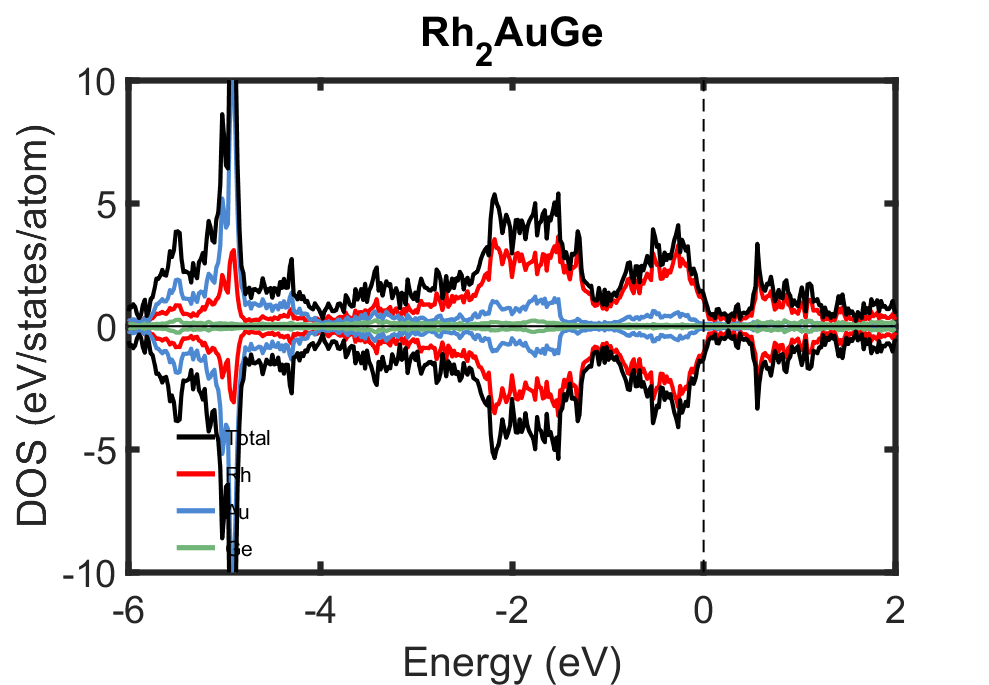 Rh₂AuGe
DOS (eV/states/atom)
10
5
0
0
-5
-10
Total
Rh
Au
Ge
-6
-4
-2
0
2
Energy (eV)